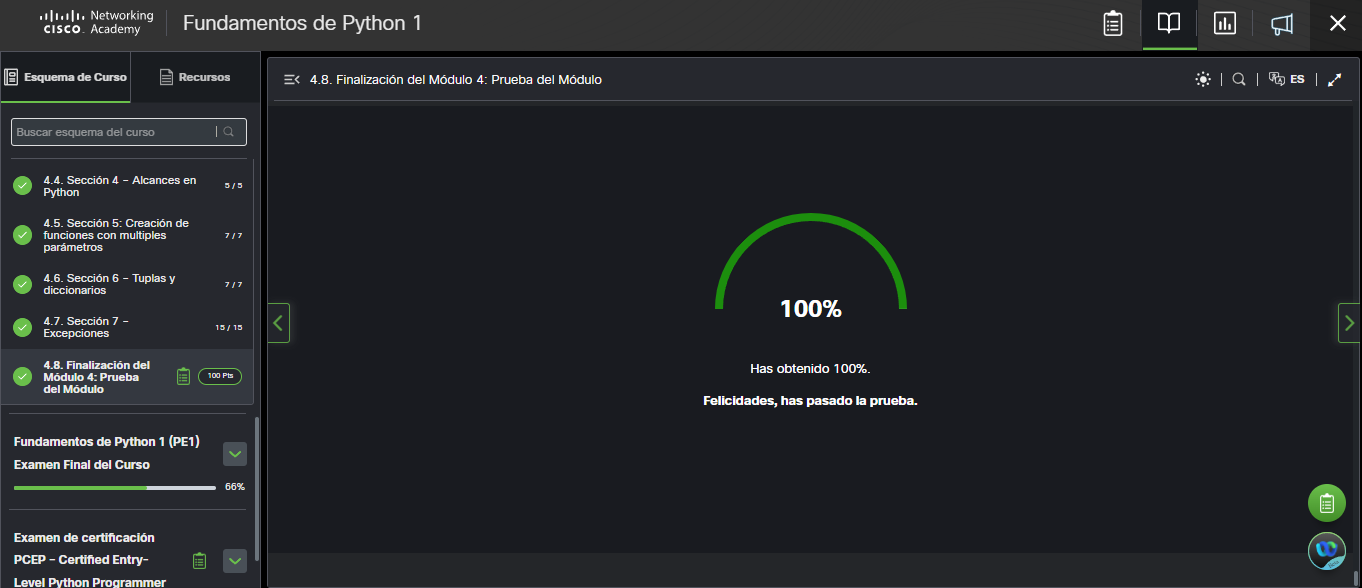 Networking
CISCO Academy
Fundamentos de Python 1
Esquema de Curso
Recursos
Buscar esquema del curso
4.4. Sección 4 – Alcances en
Python
5 / 5
4.5. Sección 5: Creación de
funciones con multiples
parámetros
7 / 7
4.6. Sección 6 – Tuplas y
diccionarios
7 / 7
4.7. Sección 7 –
Excepciones
15 / 15
4.8. Finalización del
Módulo 4: Prueba
del Módulo
100 Pts
Fundamentos de Python 1 (PE1)
Examen Final del Curso
66%
Examen de certificación
PCEP – Certified Entry-
Level Python Programmer
4.8. Finalización del Módulo 4: Prueba del Módulo
ES
100%
Has obtenido 100%.
Felicidades, has pasado la prueba.
Beta